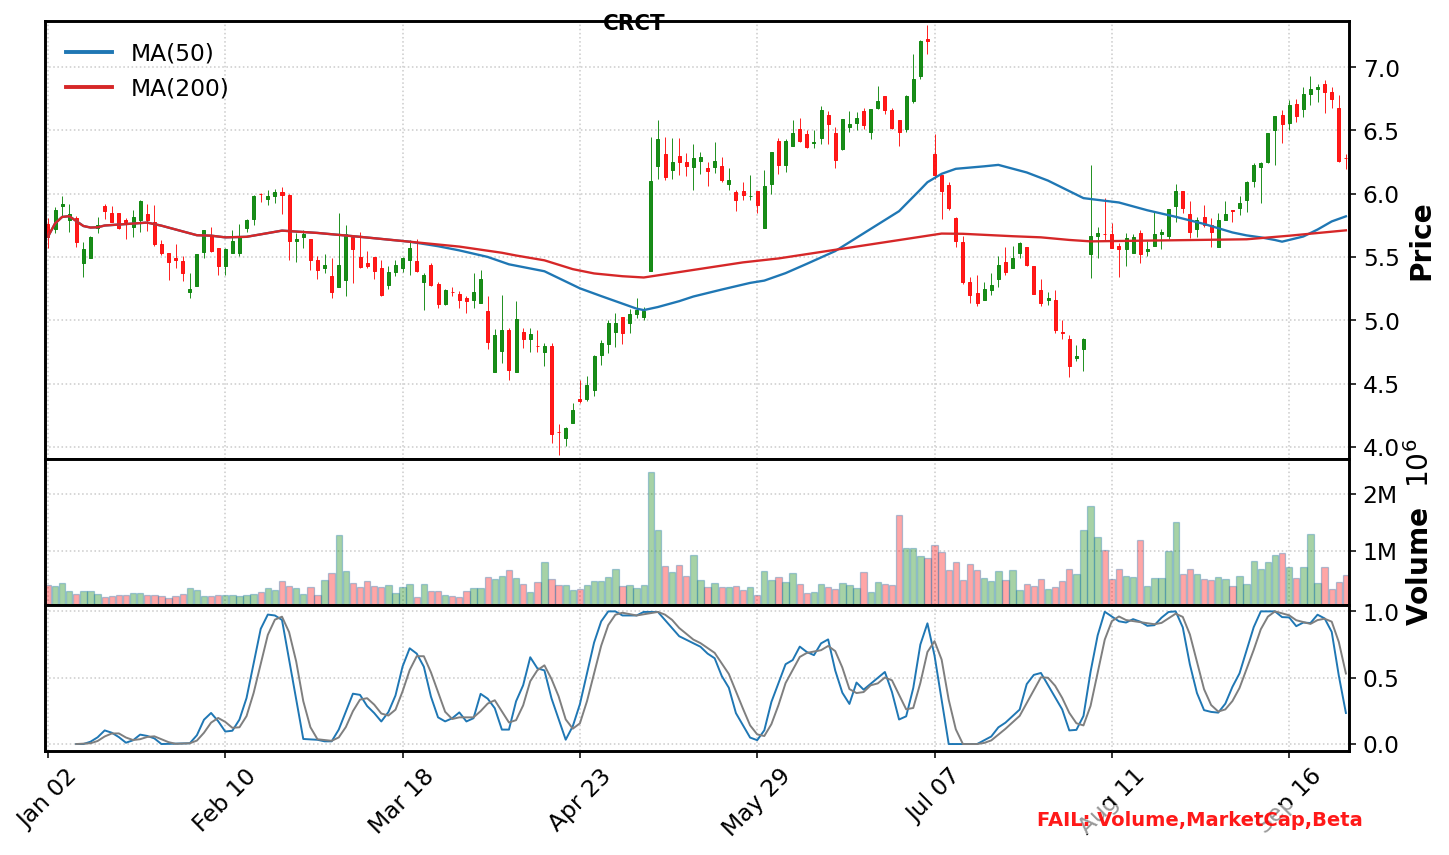 CRCT
MA(50)
MA(200)
7.0
6.5
6.0
5.5
5.0
4.5
4.0
Price
10⁶
2M
1M
Volume
1.0
0.5
0.0
Jan 02
Feb 10
Mar 18
Apr 23
May 29
Jul 07
Aug 11
Sep 16
FAIL: Volume,MarketCap,Beta